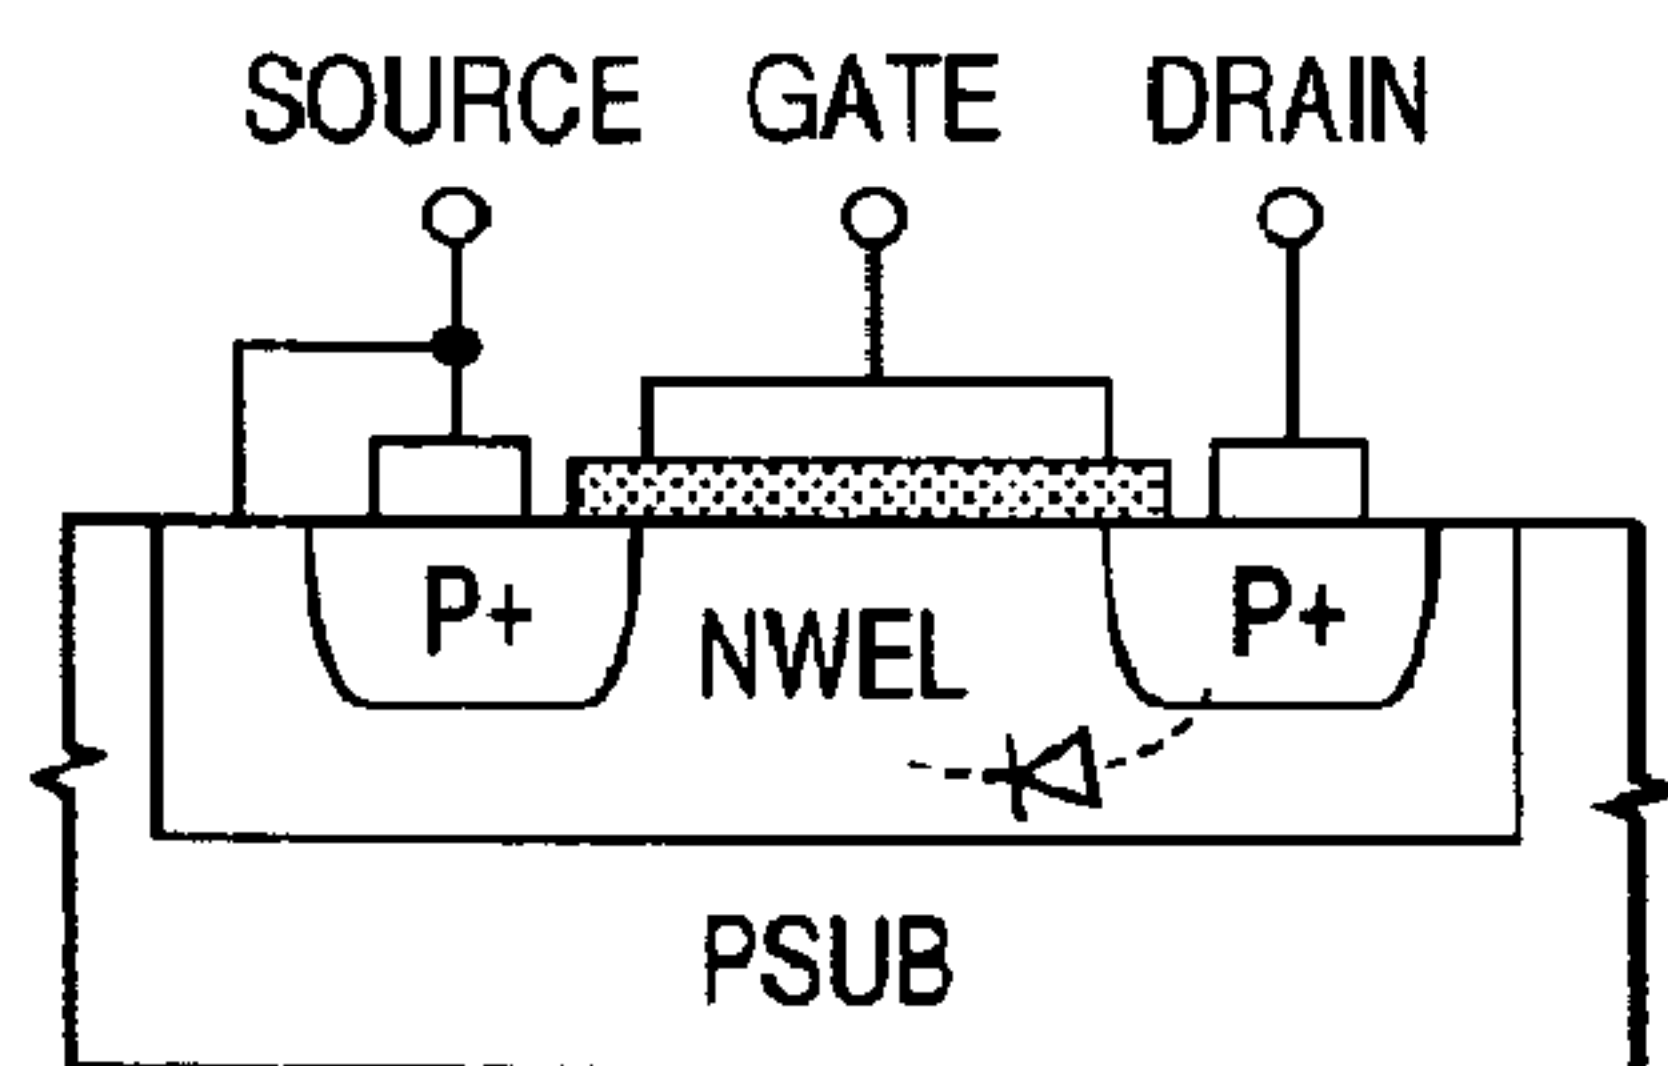 SOURCE GATE DRAIN
P+ P+
NWEL
PSUB